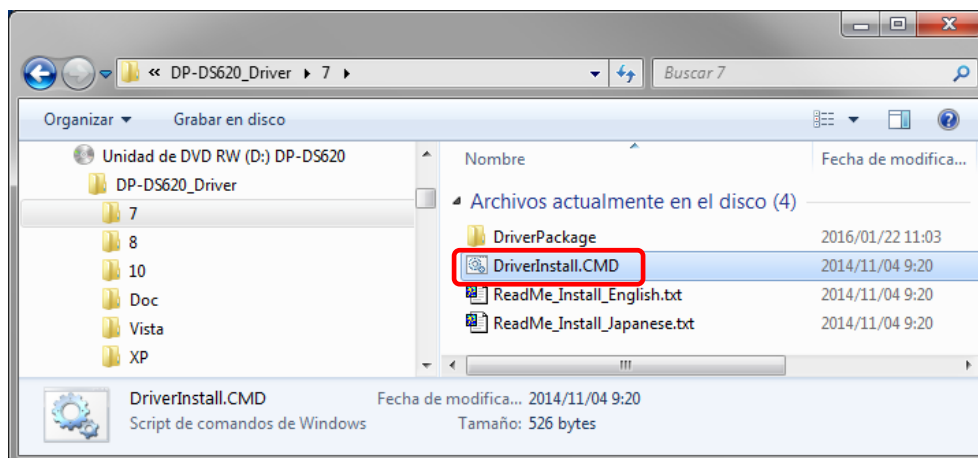 « DP-DS620_Driver ▸ 7 ▸ Buscar 7
Organizar Grabar en disco
Unidad de DVD RW (D:) DP-DS620
DP-DS620_Driver
7
8
10
Doc
Vista
XP
Nombre Fecha de modifica...
Archivos actualmente en el disco (4)
DriverPackage 2016/01/22 11:03
DriverInstall.CMD 2014/11/04 9:20
ReadMe_Install_English.txt 2014/11/04 9:20
ReadMe_Install_Japanese.txt 2014/11/04 9:20
DriverInstall.CMD Fecha de modifica... 2014/11/04 9:20
Script de comandos de Windows Tamaño: 526 bytes